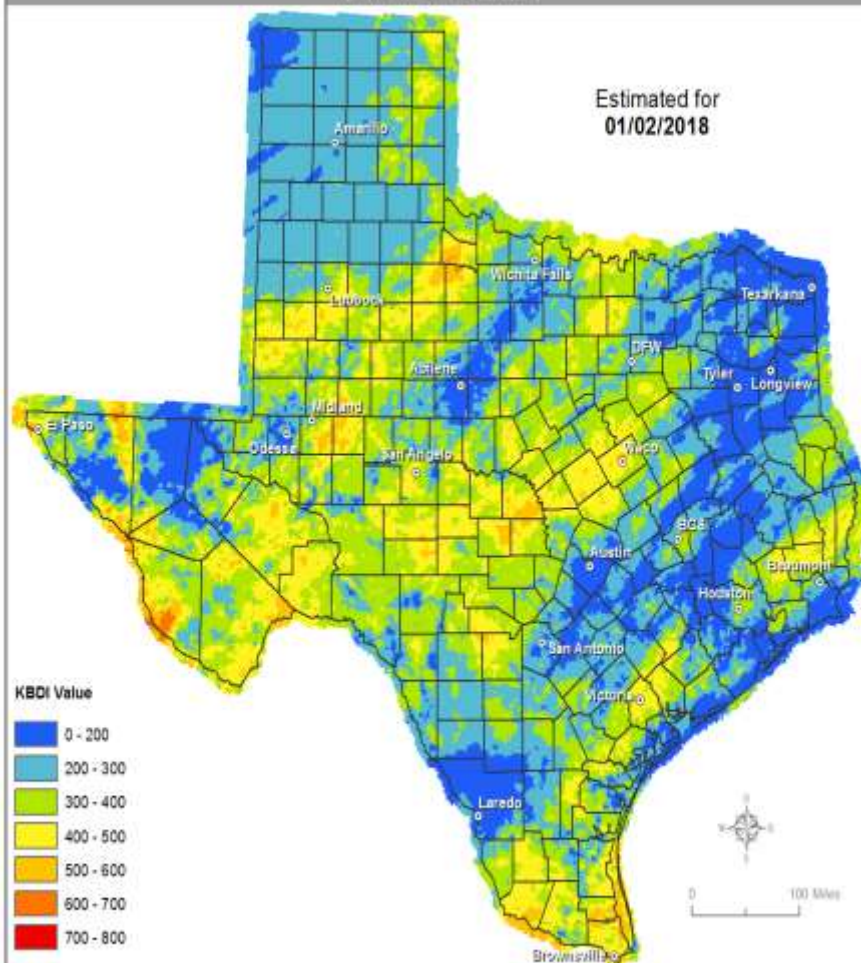 Estimated for
01/02/2018
Amarillo
Wichita Falls
Lubbock
Texarkana
DFW
Abilene
Tyler
Longview
Midland
El Paso
Odessa
San Angelo
Waco
BCS
Austin
Beaumont
Houston
San Antonio
Victoria
Laredo
Brownsville
KBDI Value
0 - 200
200 - 300
300 - 400
400 - 500
500 - 600
600 - 700
700 - 800
0 100 Miles